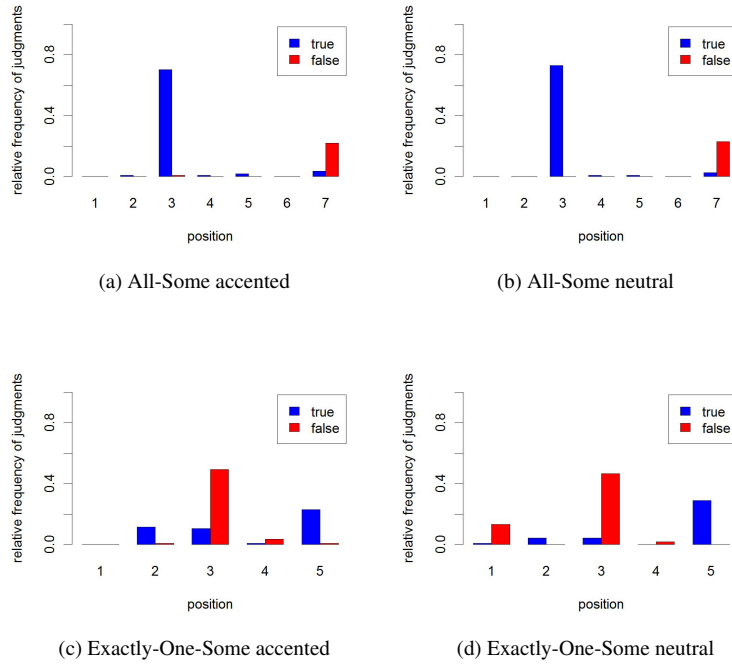 relative frequency of judgments
0.0 0.4 0.8
true
false
1 2 3 4 5 6 7
position
(a) All-Some accented
relative frequency of judgments
0.0 0.4 0.8
true
false
1 2 3 4 5 6 7
position
(b) All-Some neutral
relative frequency of judgments
0.0 0.4 0.8
true
false
1 2 3 4 5
position
(c) Exactly-One-Some accented
relative frequency of judgments
0.0 0.4 0.8
true
false
1 2 3 4 5
position
(d) Exactly-One-Some neutral